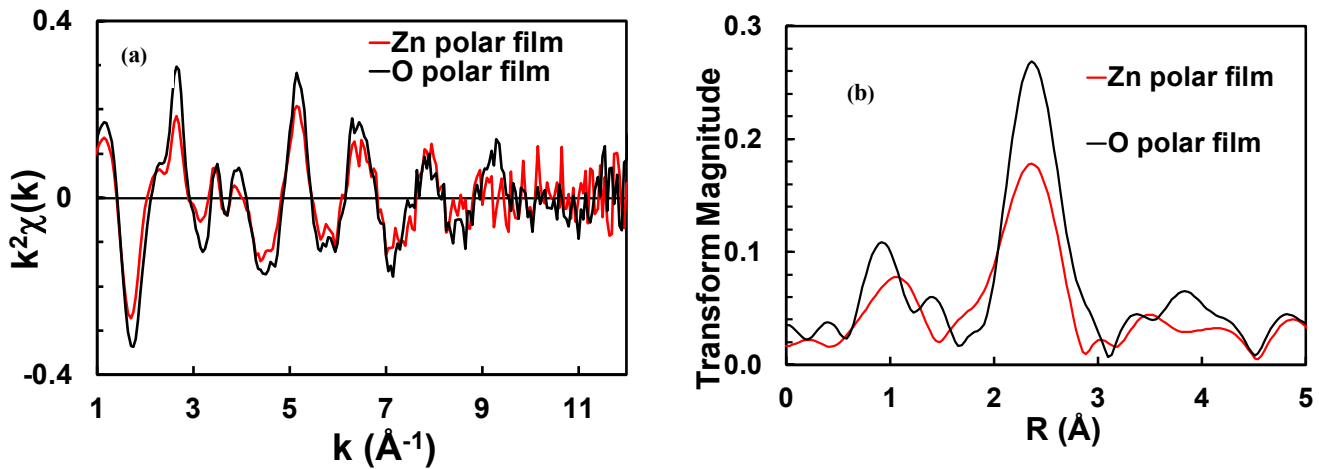 (a)
Zn polar film
O polar film
0.4
0
-0.4
k²χ(k)
1 3 5 7 9 11
k (Å⁻¹)
(b)
Zn polar film
O polar film
0.3
0.2
0.1
0.0
Transform Magnitude
0 1 2 3 4 5
R (Å)